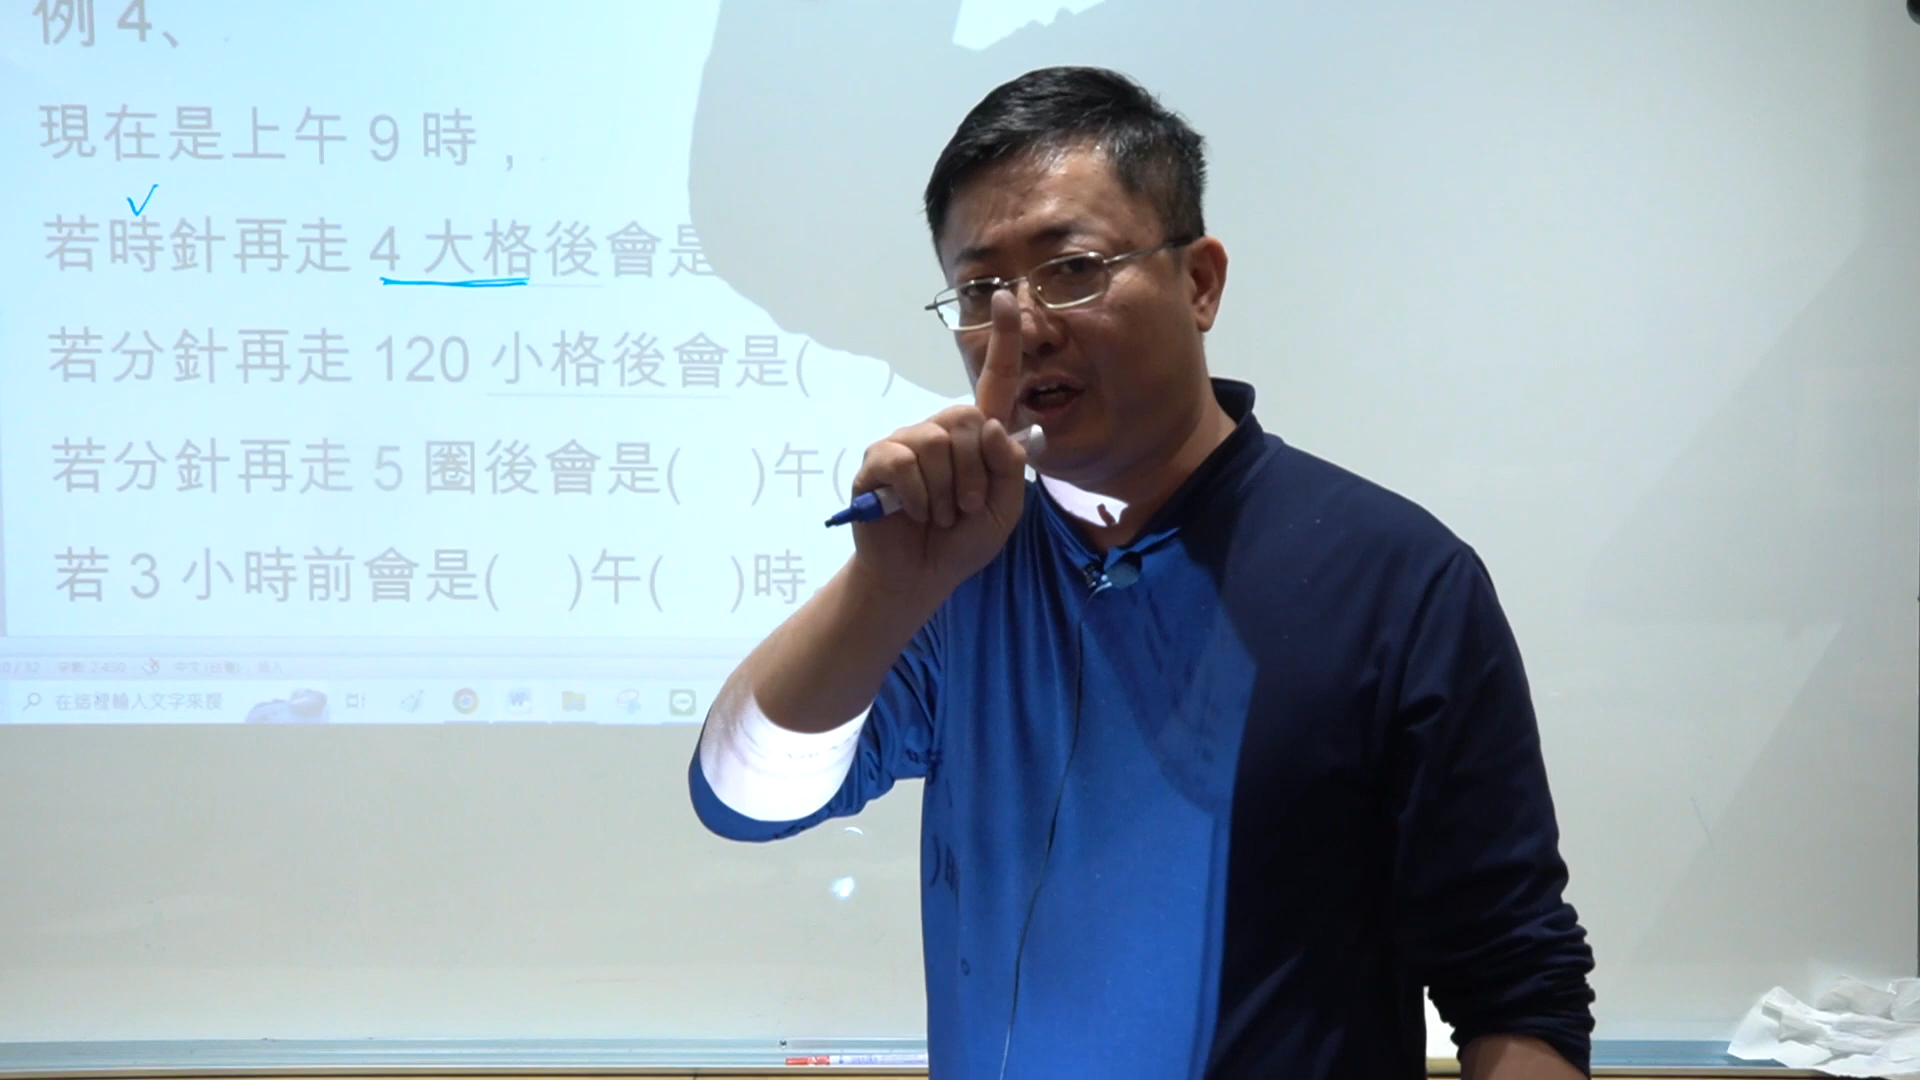 例 4、
現在是上午 9 時，
若時針再走 4 大格後會是
若分針再走 120 小格後會是(　)
若分針再走 5 圈後會是(　)午(
若 3 小時前會是(　)午(　)時
在這裡輸入文字來搜